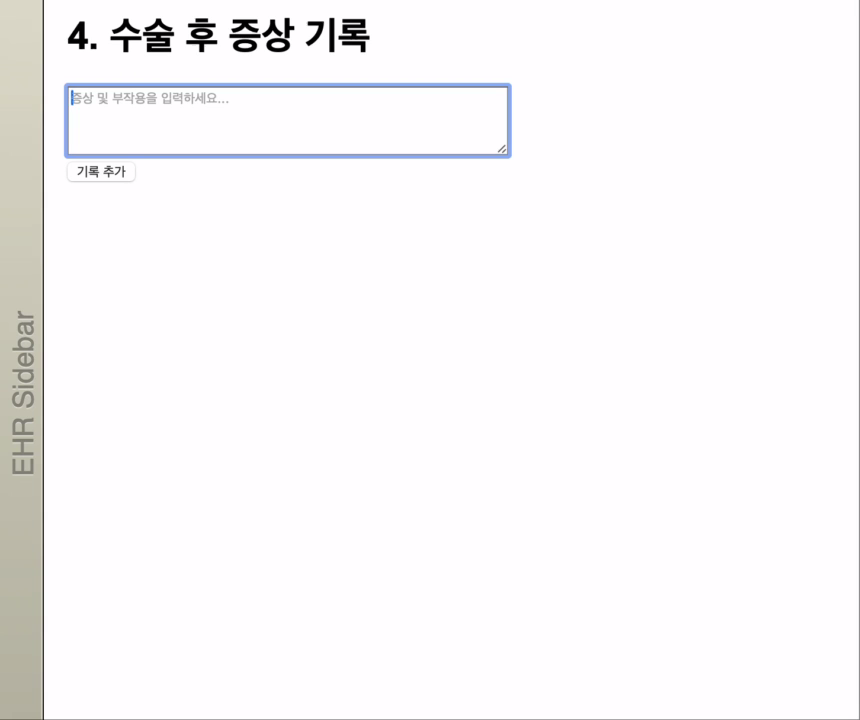 4. 수술 후 증상 기록
증상 및 부작용을 입력하세요...
기록 추가
EHR Sidebar